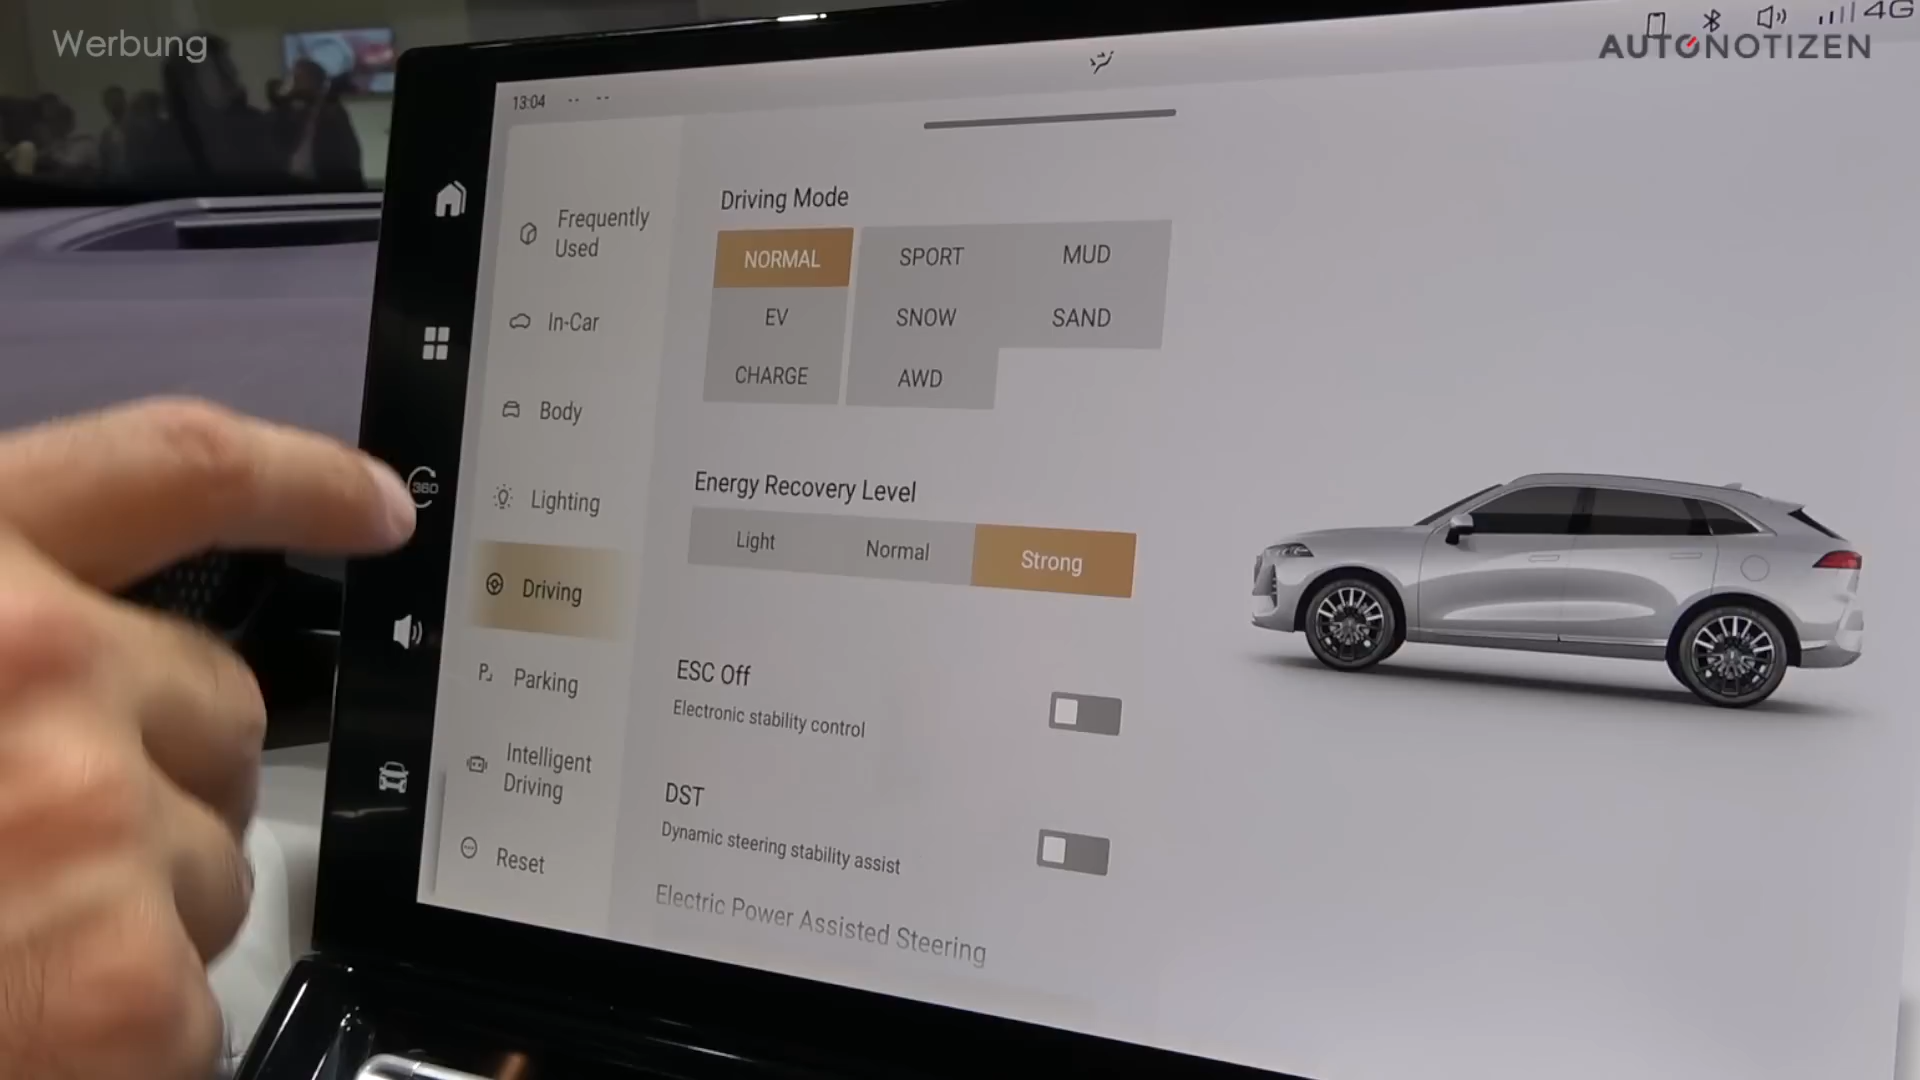 Werbung
4G
AUTONOTIZEN
13:04 -- --
Frequently
Used
In-Car
Body
Lighting
Driving
Parking
Intelligent
Driving
Reset
360
Driving Mode
NORMAL SPORT MUD
EV SNOW SAND
CHARGE AWD
Energy Recovery Level
Light Normal Strong
ESC Off
Electronic stability control
DST
Dynamic steering stability assist
Electric Power Assisted Steering